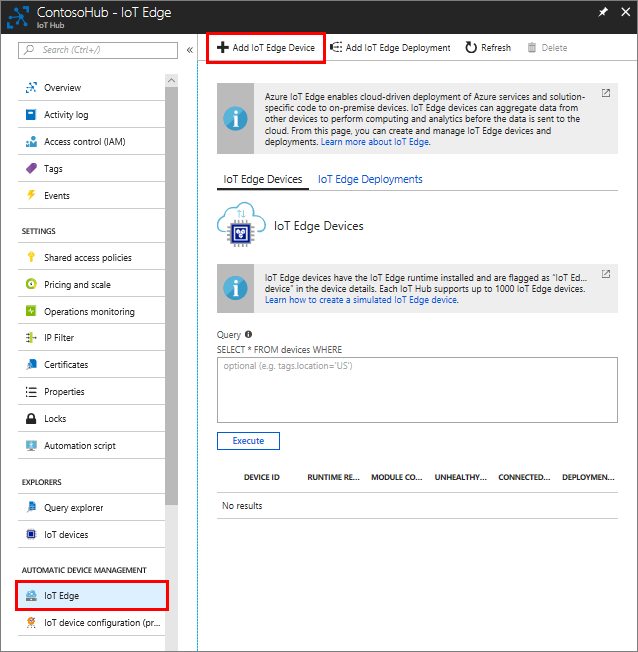 ContosoHub - IoT Edge
IoT Hub
Search (Ctrl+/)
Overview
Activity log
Access control (IAM)
Tags
Events
SETTINGS
Shared access policies
Pricing and scale
Operations monitoring
IP Filter
Certificates
Properties
Locks
Automation script
EXPLORERS
Query explorer
IoT devices
AUTOMATIC DEVICE MANAGEMENT
IoT Edge
IoT device configuration (pr...
Add IoT Edge Device
Add IoT Edge Deployment
Refresh
Delete
Azure IoT Edge enables cloud-driven deployment of Azure services and solution-
specific code to on-premise devices. IoT Edge devices can aggregate data from
other devices to perform computing and analytics before the data is sent to the
cloud. From this page, you can create and manage IoT Edge devices and
deployments. Learn more about IoT Edge.
IoT Edge Devices
IoT Edge Deployments
IoT Edge Devices
IoT Edge devices have the IoT Edge runtime installed and are flagged as "IoT Ed...
device" in the device details. Each IoT Hub supports up to 1000 IoT Edge devices.
Learn how to create a simulated IoT Edge device.
Query
SELECT * FROM devices WHERE
optional (e.g. tags.location='US')
Execute
DEVICE ID RUNTIME RE... MODULE CO... UNHEALTHY... CONNECTED... DEPLOYMEN...
No results